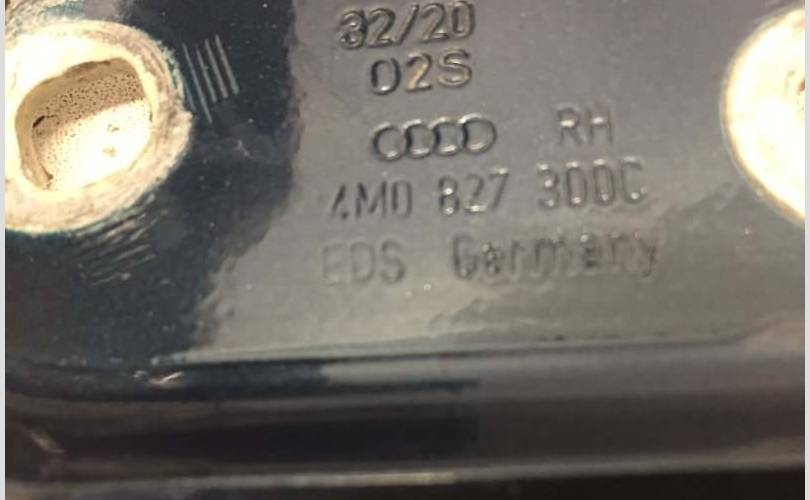 32/20
02S
RH
4M0 827 300C
EDS Germany